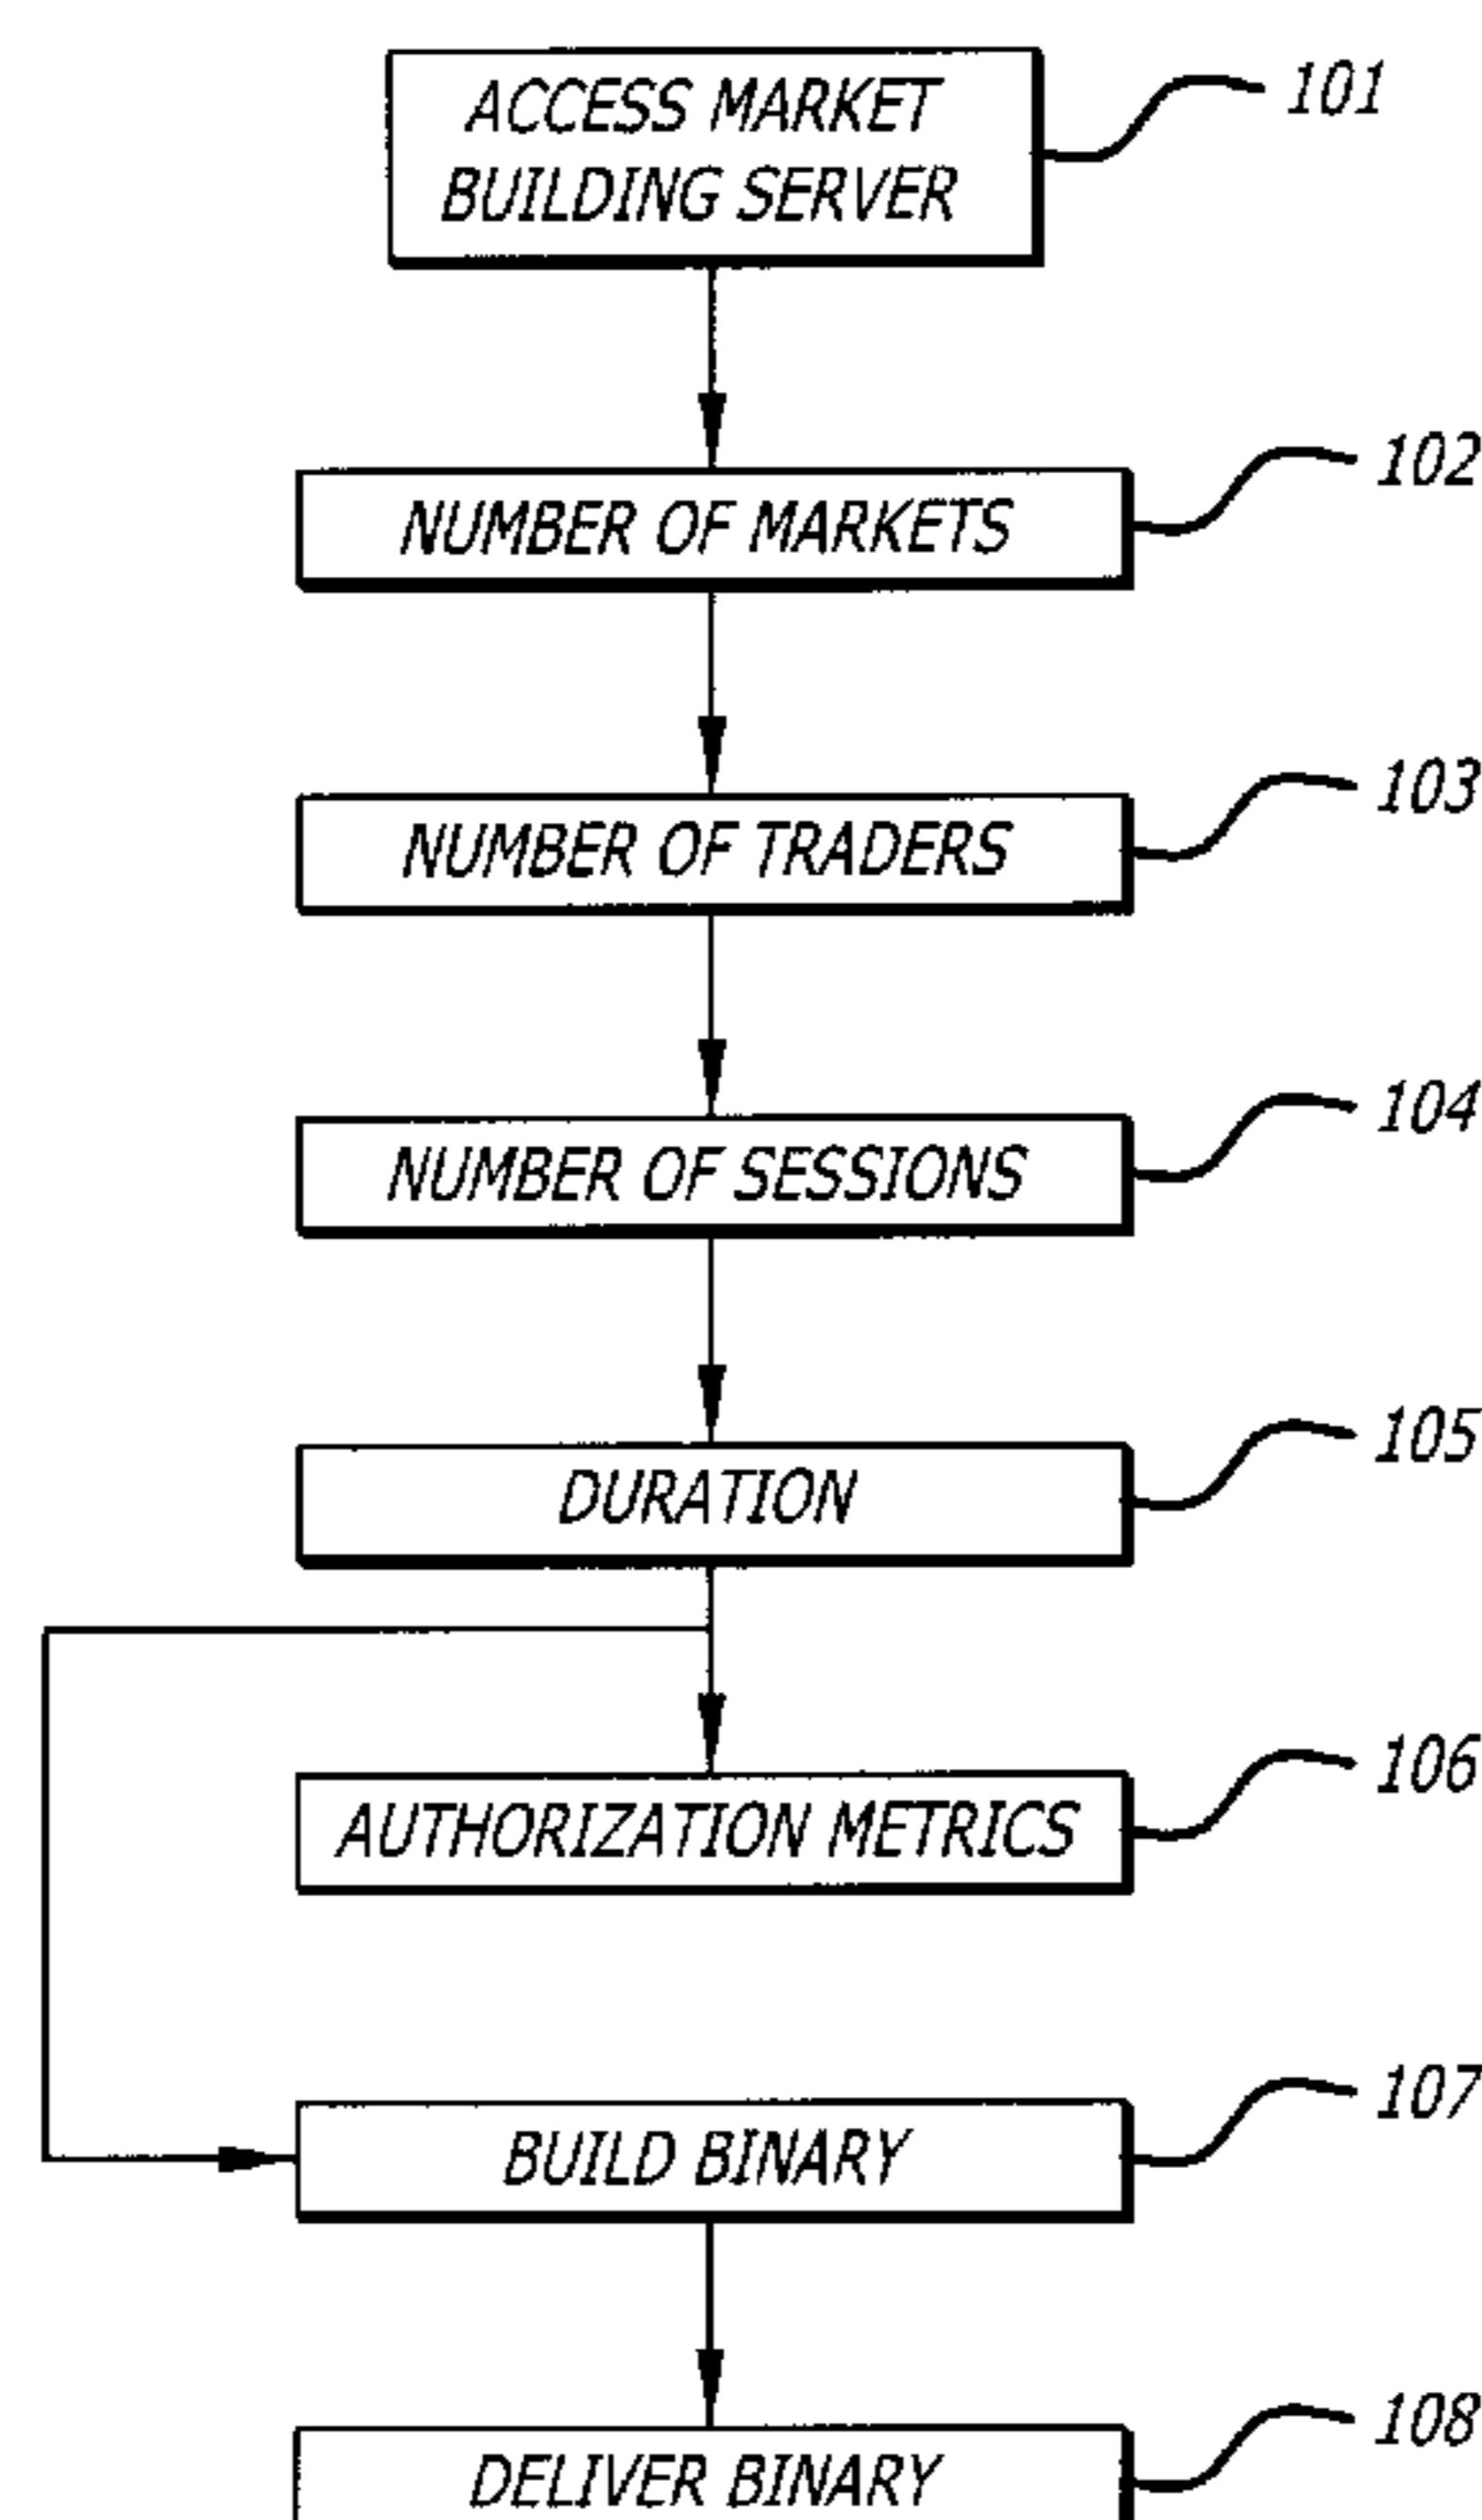 ACCESS MARKET
BUILDING SERVER
101
NUMBER OF MARKETS
102
NUMBER OF TRADERS
103
NUMBER OF SESSIONS
104
DURATION
105
AUTHORIZATION METRICS
106
BUILD BINARY
107
DELIVER BINARY
108